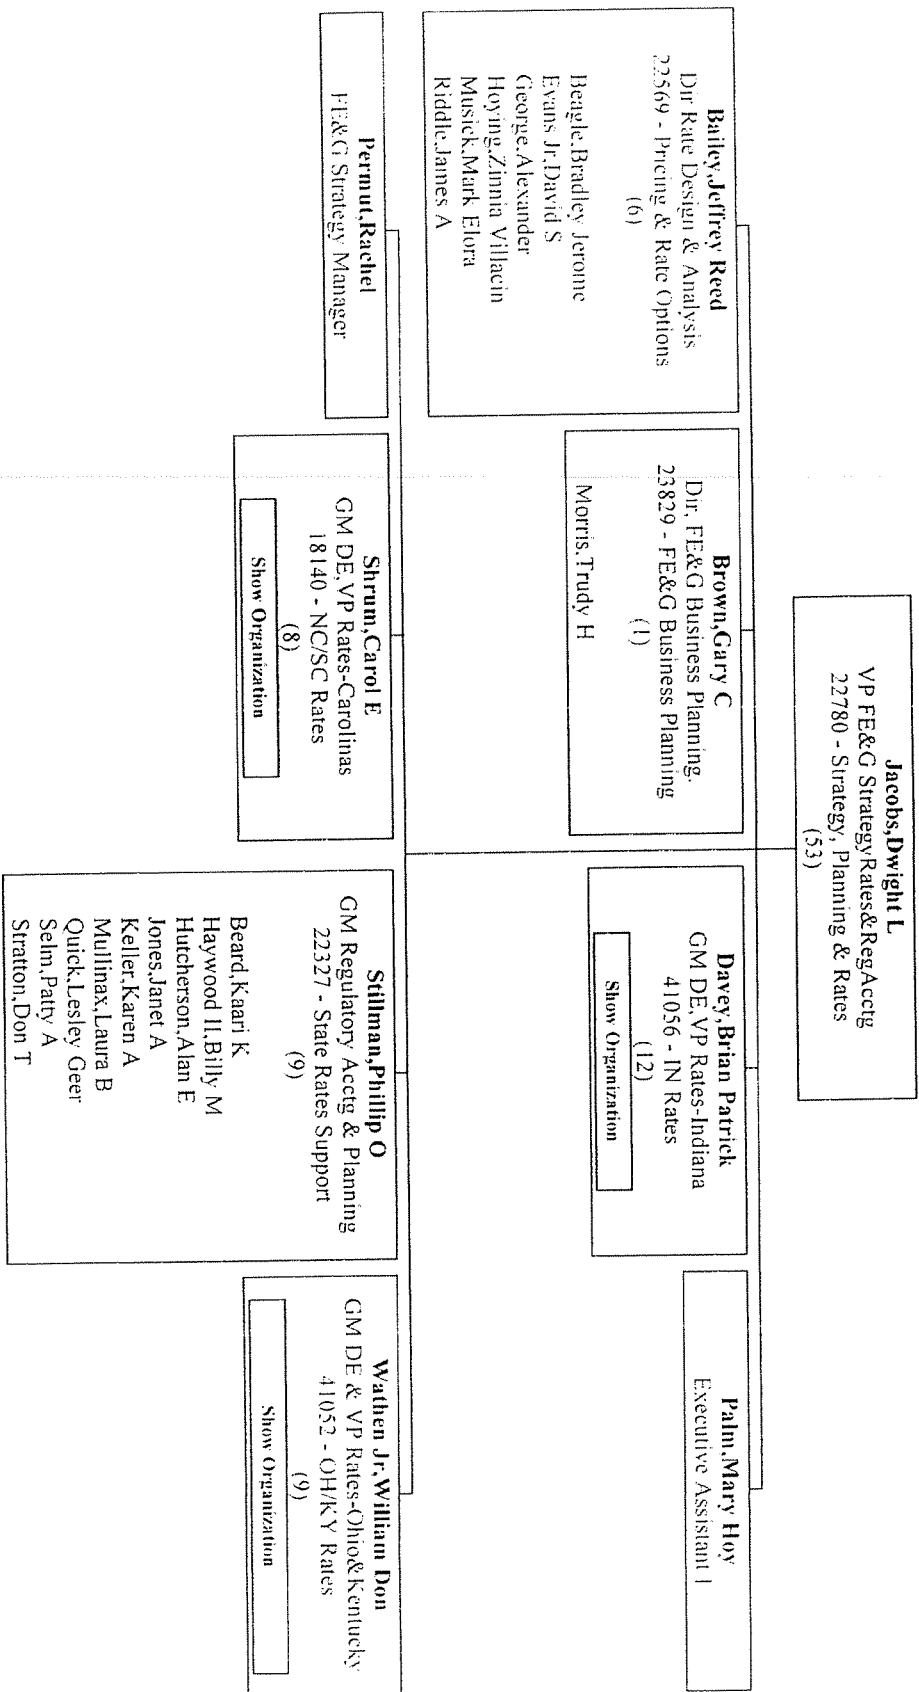 Jacobs,Dwight L
VP FE&G StrategyRates&RegAcctg
22780 - Strategy, Planning & Rates
(53)
Bailey,Jeffrey Reed
Dir Rate Design & Analysis
22569 - Pricing & Rate Options
(6)
Beagle,Bradley Jerome
Evans Jr,David S
George,Alexander
Hoying,Zinnia Villacin
Musick,Mark Elora
Riddle,James A
Brown,Gary C
Dir, FE&G Business Planning.
23829 - FE&G Business Planning
(1)
Morris,Trudy H
Davey,Brian Patrick
GM DE,VP Rates-Indiana
41056 - IN Rates
(12)
Show Organization
Palm,Mary Hoy
Executive Assistant I
Permut,Rachel
FE&G Strategy Manager
Shrum,Carol E
GM DE,VP Rates-Carolinas
18140 - NC/SC Rates
(8)
Show Organization
Stillman,Phillip O
GM Regulatory Acctg & Planning
22327 - State Rates Support
(9)
Beard,Kaari K
Haywood II,Billy M
Hutcherson,Alan E
Jones,Janet A
Keller,Karen A
Mullinax,Laura B
Quick,Lesley Geer
Selm,Patty A
Stratton,Don T
Wathen Jr,William Don
GM DE & VP Rates-Ohio&Kentucky
41052 - OH/KY Rates
(9)
Show Organization